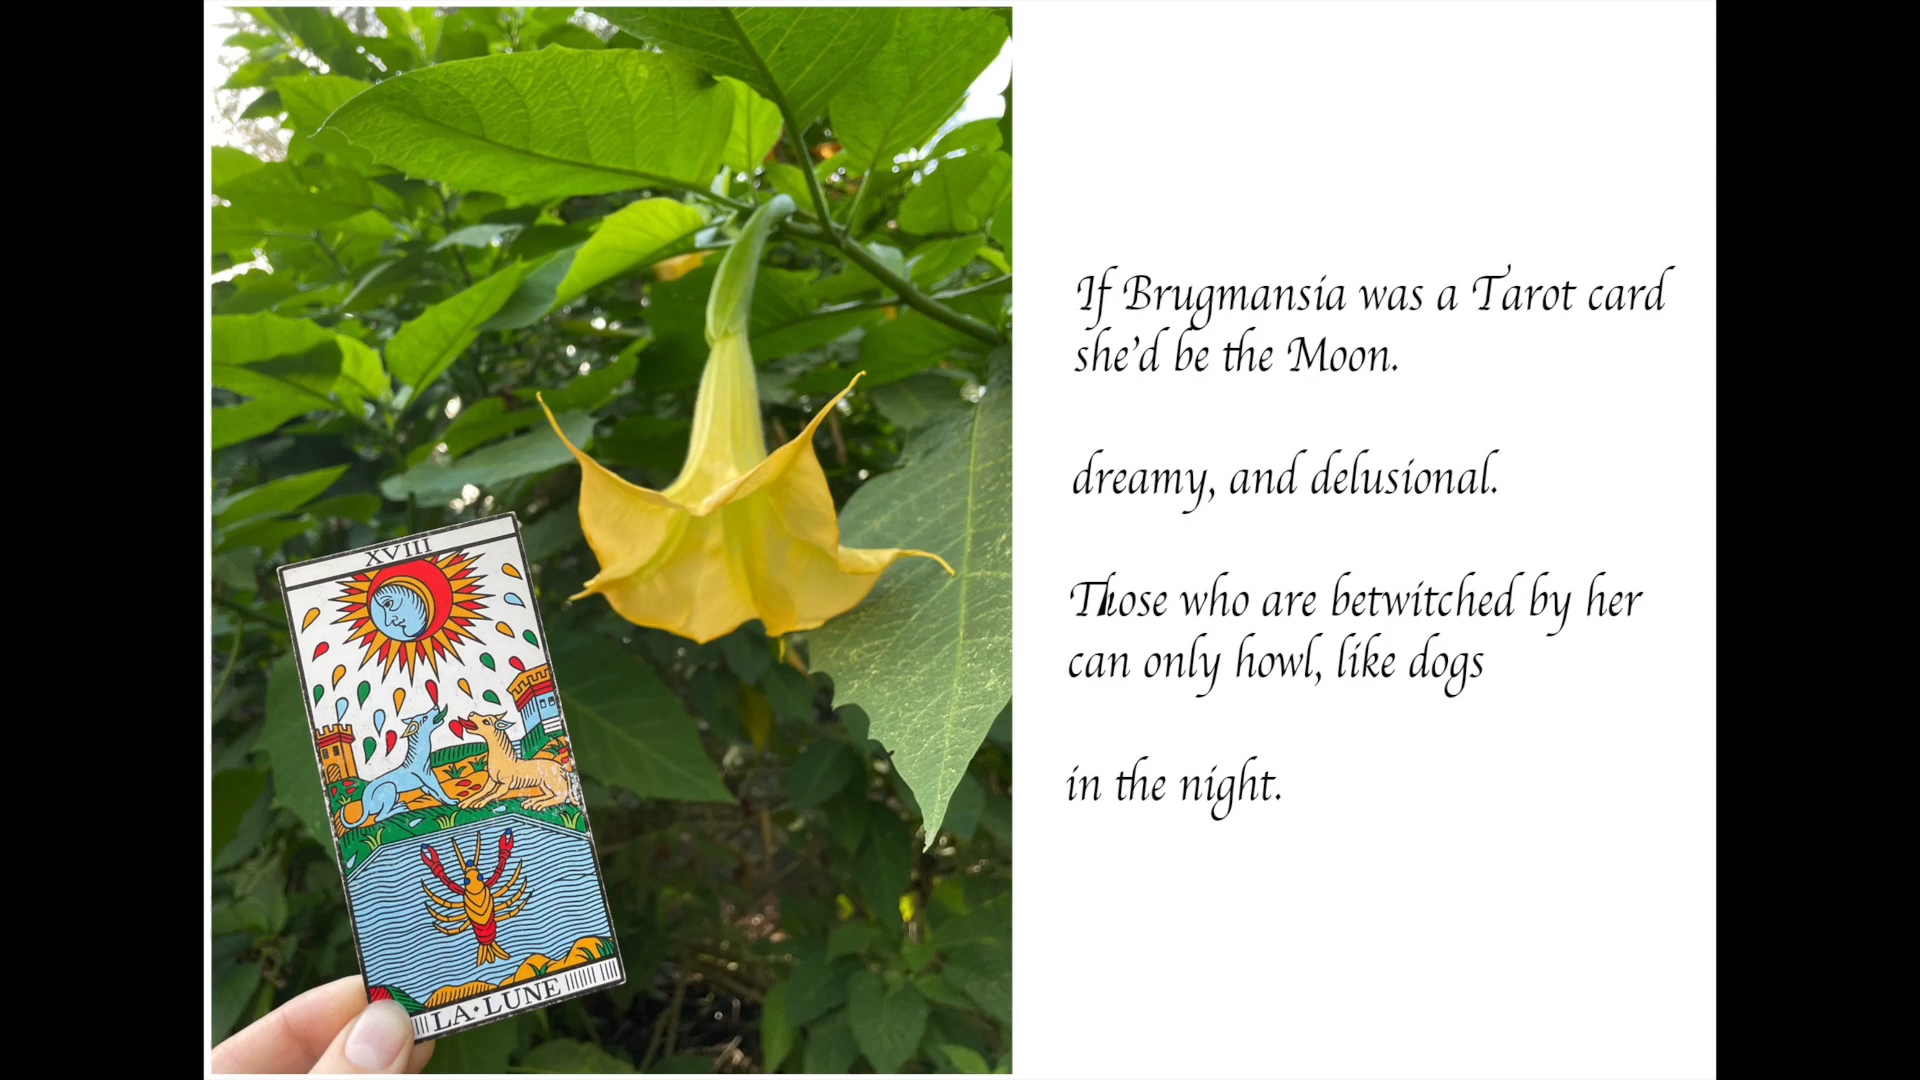 XVIII
LA·LUNE
If Brugmansia was a Tarot card
she'd be the Moon.
dreamy, and delusional.
Those who are betwitched by her
can only howl, like dogs
in the night.